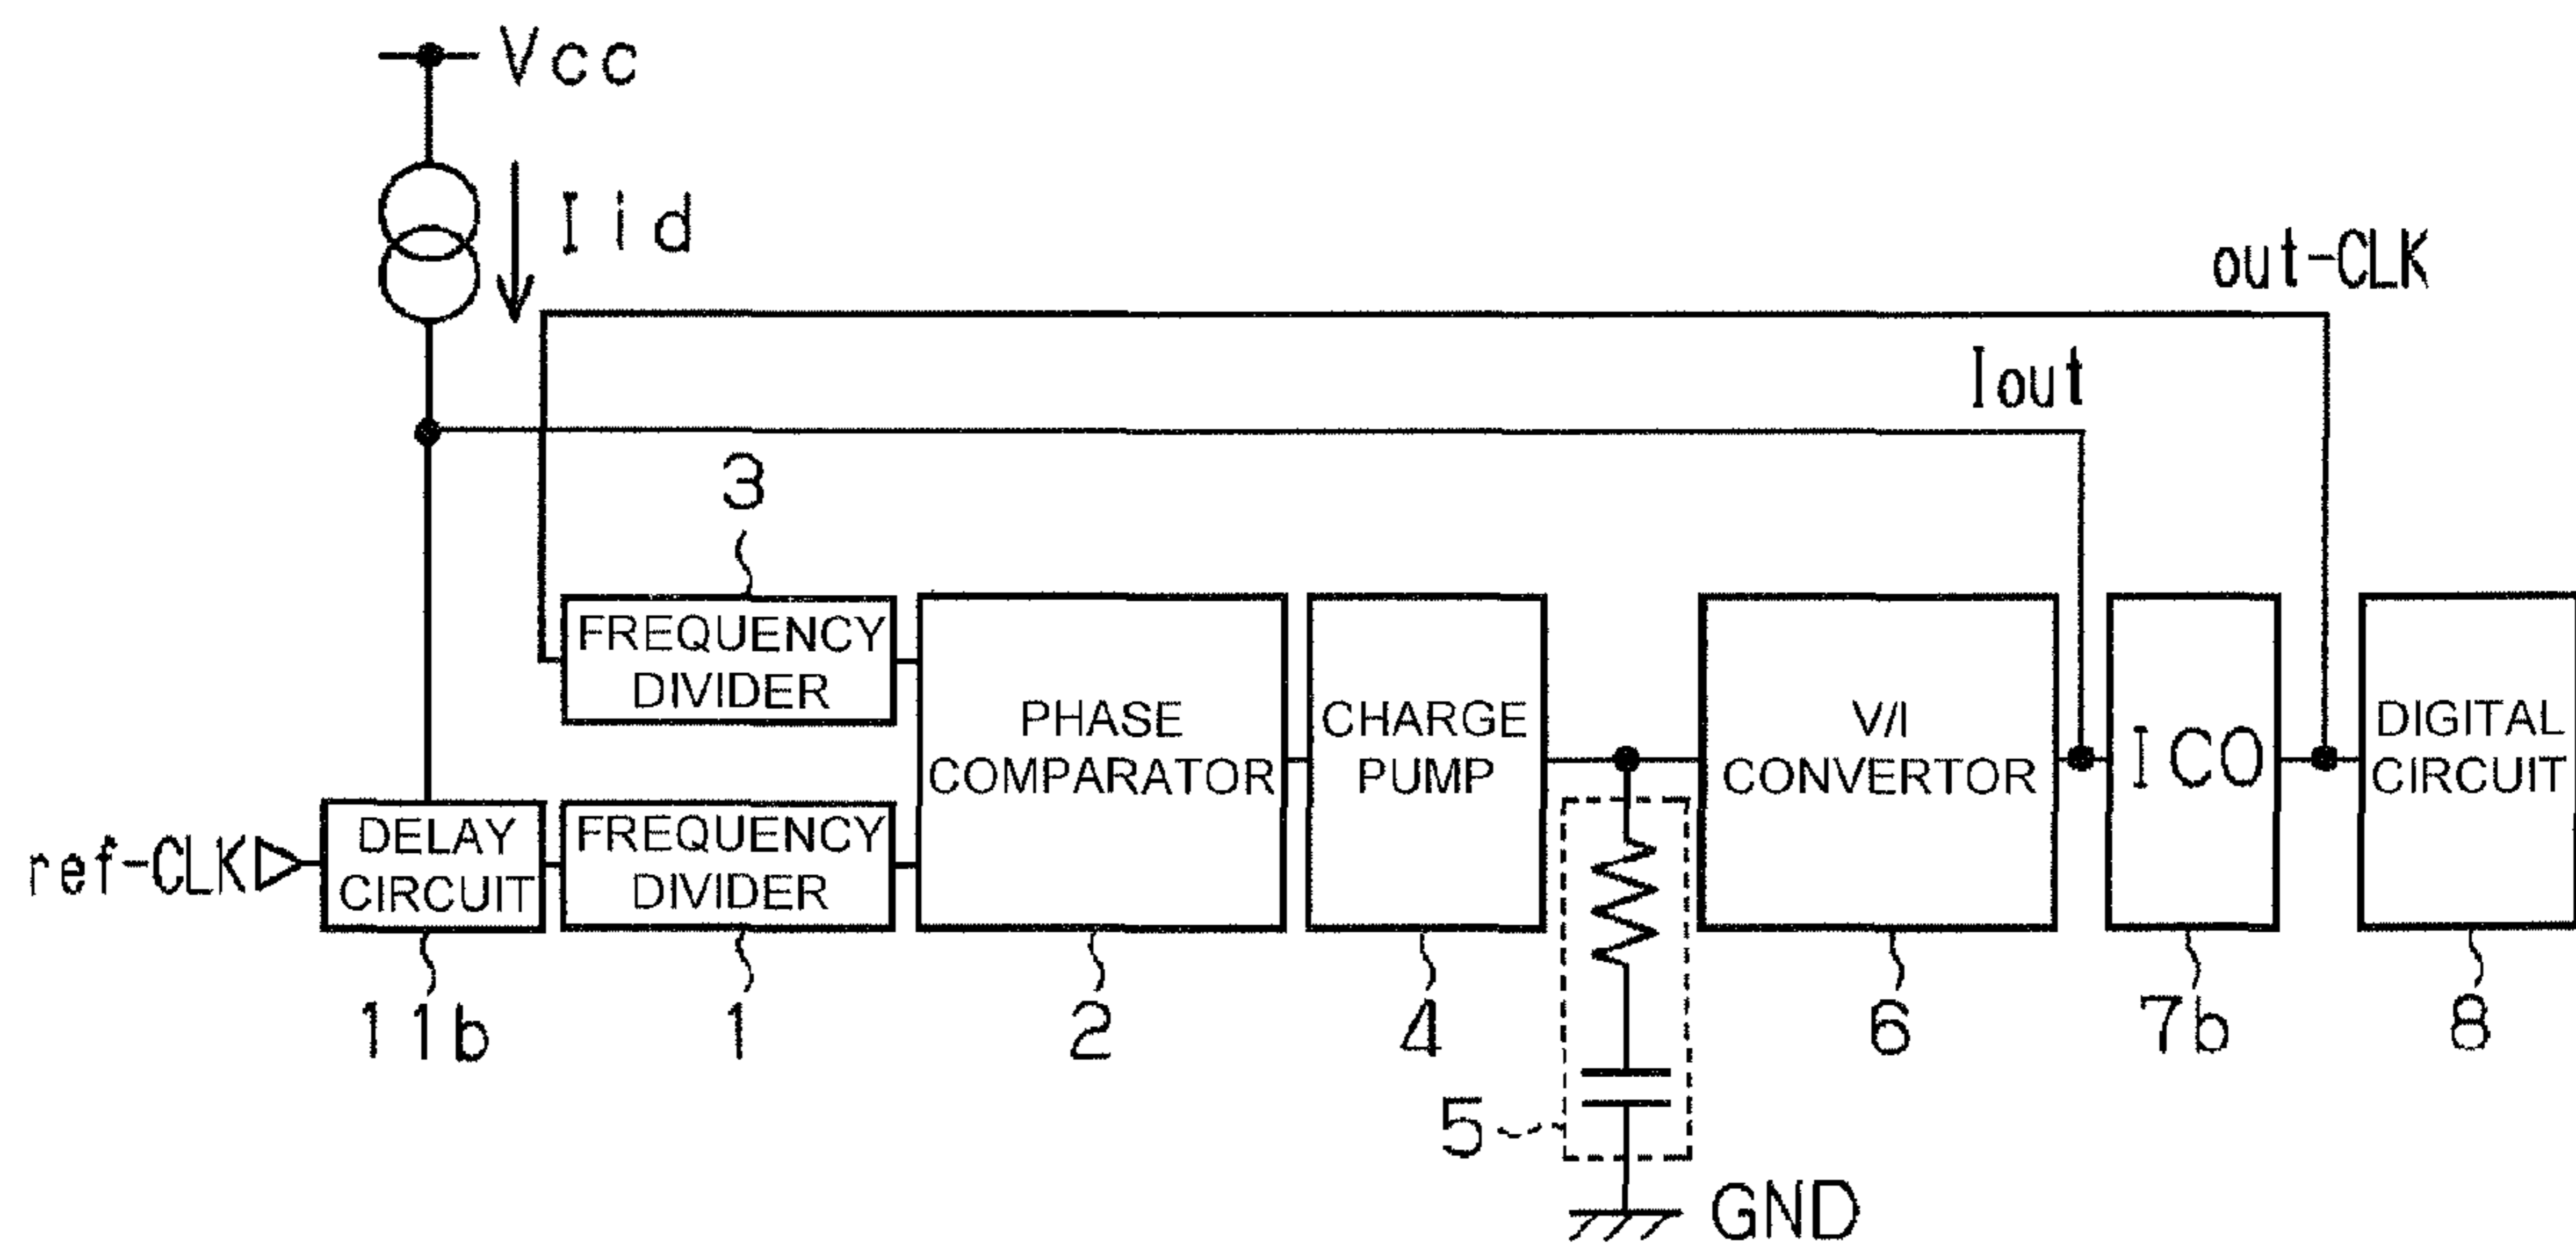 Vcc
Ild
out-CLK
Iout
3
FREQUENCY
DIVIDER
PHASE
COMPARATOR
CHARGE
PUMP
V/I
CONVERTOR
ICO
DIGITAL
CIRCUIT
ref-CLK
DELAY
CIRCUIT
FREQUENCY
DIVIDER
11b
1
2
4
6
7b
8
5
GND